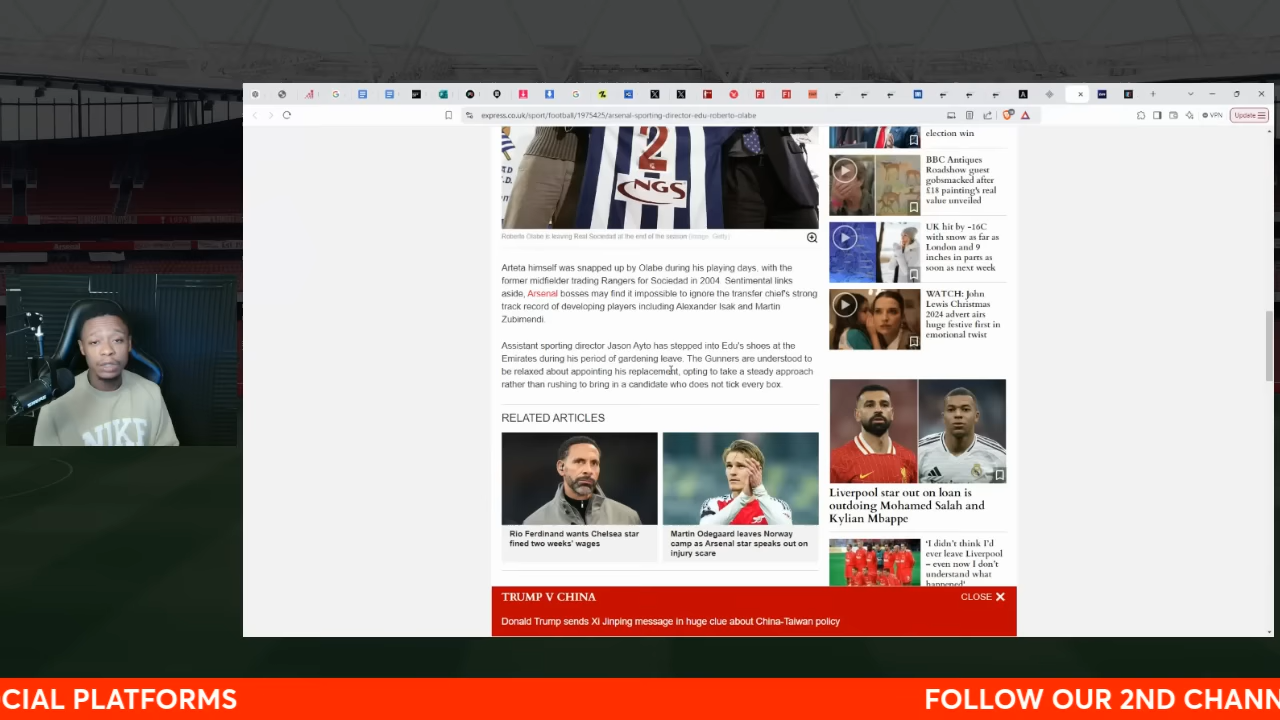 express.co.uk/sport/football/1975425/arsenal-sporting-director-edu-roberto-olabe
VPN
Update
2
NGS
Roberto Olabe is leaving Real Sociedad at the end of the season (Image: Getty)
Arteta himself was snapped up by Olabe during his playing days, with the
former midfielder trading Rangers for Sociedad in 2004. Sentimental links
aside, Arsenal bosses may find it impossible to ignore the transfer chief's strong
track record of developing players including Alexander Isak and Martin
Zubimendi.
Assistant sporting director Jason Ayto has stepped into Edu's shoes at the
Emirates during his period of gardening leave. The Gunners are understood to
be relaxed about appointing his replacement, opting to take a steady approach
rather than rushing to bring in a candidate who does not tick every box.
RELATED ARTICLES
Rio Ferdinand wants Chelsea star
fined two weeks' wages
Martin Odegaard leaves Norway
camp as Arsenal star speaks out on
injury scare
election win
BBC Antiques
Roadshow guest
gobsmacked after
£18 painting's real
value unveiled
UK hit by -16C
with snow as far as
London and 9
inches in parts as
soon as next week
WATCH: John
Lewis Christmas
2024 advert airs
huge festive first in
emotional twist
Liverpool star out on loan is
outdoing Mohamed Salah and
Kylian Mbappe
'I didn't think I'd
ever leave Liverpool
– even now I don't
understand what
happened'
TRUMP V CHINA
CLOSE
Donald Trump sends Xi Jinping message in huge clue about China-Taiwan policy
NIKE
CIAL PLATFORMS
FOLLOW OUR 2ND CHANN